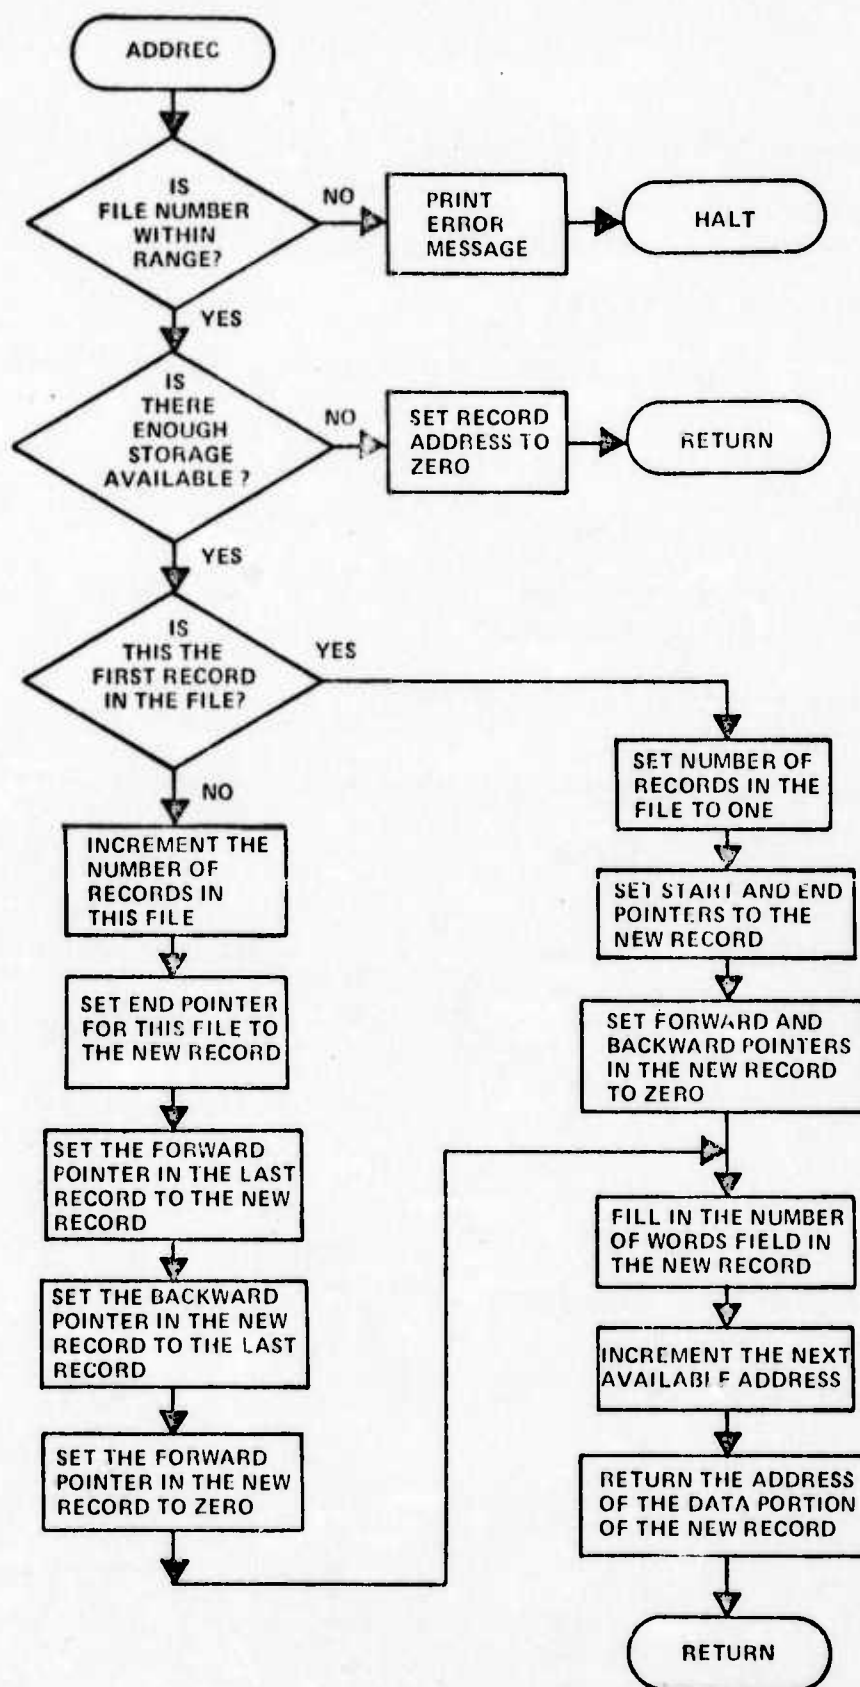 ADDREC
IS
FILE NUMBER
WITHIN
RANGE?
NO
PRINT
ERROR
MESSAGE
HALT
YES
IS
THERE
ENOUGH
STORAGE
AVAILABLE ?
NO
SET RECORD
ADDRESS TO
ZERO
RETURN
YES
IS
THIS THE
FIRST RECORD
IN THE FILE?
YES
NO
INCREMENT THE
NUMBER OF
RECORDS IN
THIS FILE
SET END POINTER
FOR THIS FILE TO
THE NEW RECORD
SET THE FORWARD
POINTER IN THE LAST
RECORD TO THE NEW
RECORD
SET THE BACKWARD
POINTER IN THE NEW
RECORD TO THE LAST
RECORD
SET THE FORWARD
POINTER IN THE NEW
RECORD TO ZERO
SET NUMBER OF
RECORDS IN THE
FILE TO ONE
SET START AND END
POINTERS TO THE
NEW RECORD
SET FORWARD AND
BACKWARD POINTERS
IN THE NEW RECORD
TO ZERO
FILL IN THE NUMBER
OF WORDS FIELD IN
THE NEW RECORD
INCREMENT THE NEXT
AVAILABLE ADDRESS
RETURN THE ADDRESS
OF THE DATA PORTION
OF THE NEW RECORD
RETURN